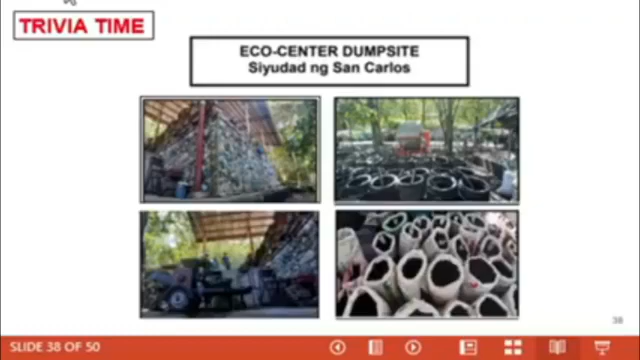 TRIVIA TIME
ECO-CENTER DUMPSITE
Siyudad ng San Carlos
38
SLIDE 38 OF 50